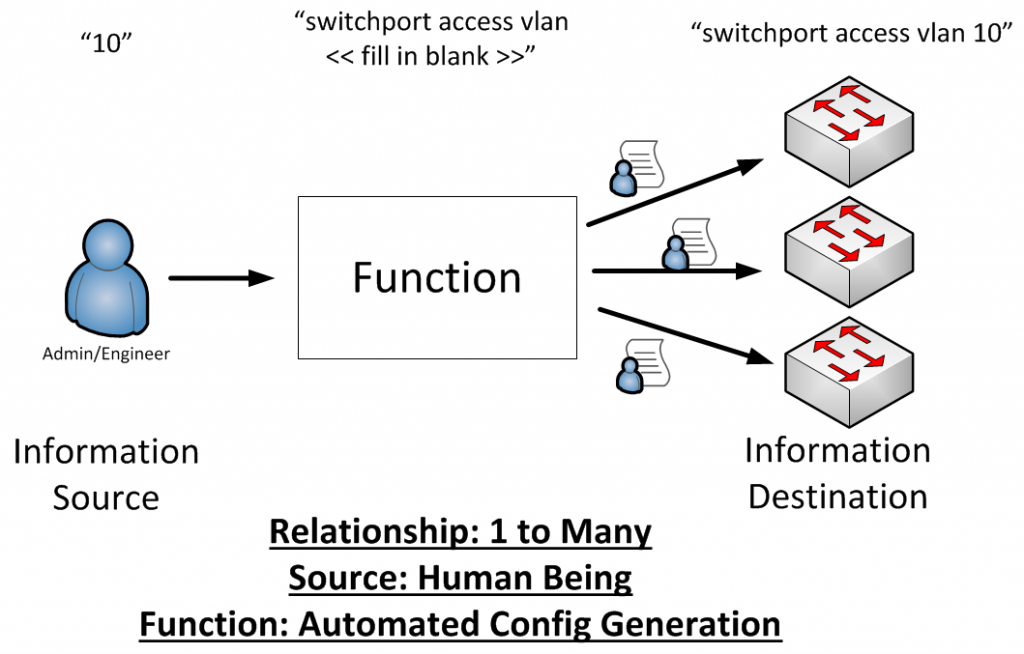 “10”
“switchport access vlan
<< fill in blank >>”
“switchport access vlan 10”
Function
Admin/Engineer
Information
Source
Information
Destination
Relationship: 1 to Many
Source: Human Being
Function: Automated Config Generation